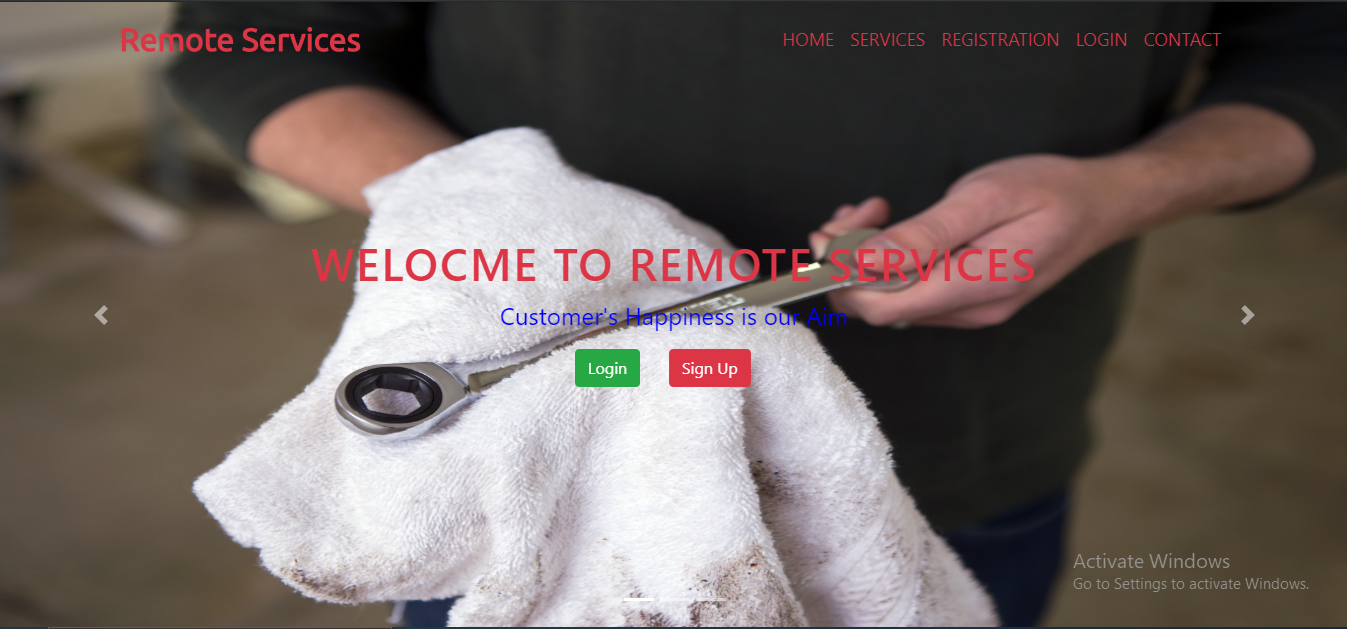 Remote Services
HOME SERVICES REGISTRATION LOGIN CONTACT
WELOCME TO REMOTE SERVICES
Customer's Happiness is our Aim
Login Sign Up
Activate Windows
Go to Settings to activate Windows.